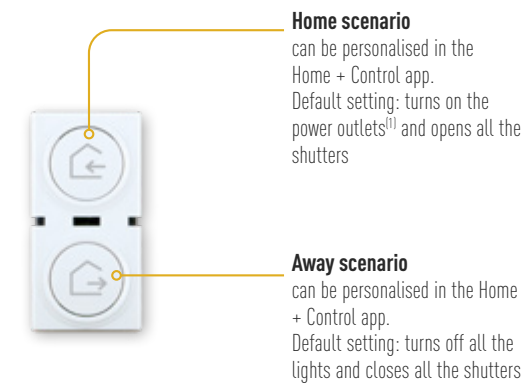 Home scenario
can be personalised in the
Home + Control app.
Default setting: turns on the
power outlets(1) and opens all the
shutters
Away scenario
can be personalised in the Home
+ Control app.
Default setting: turns off all the
lights and closes all the shutters